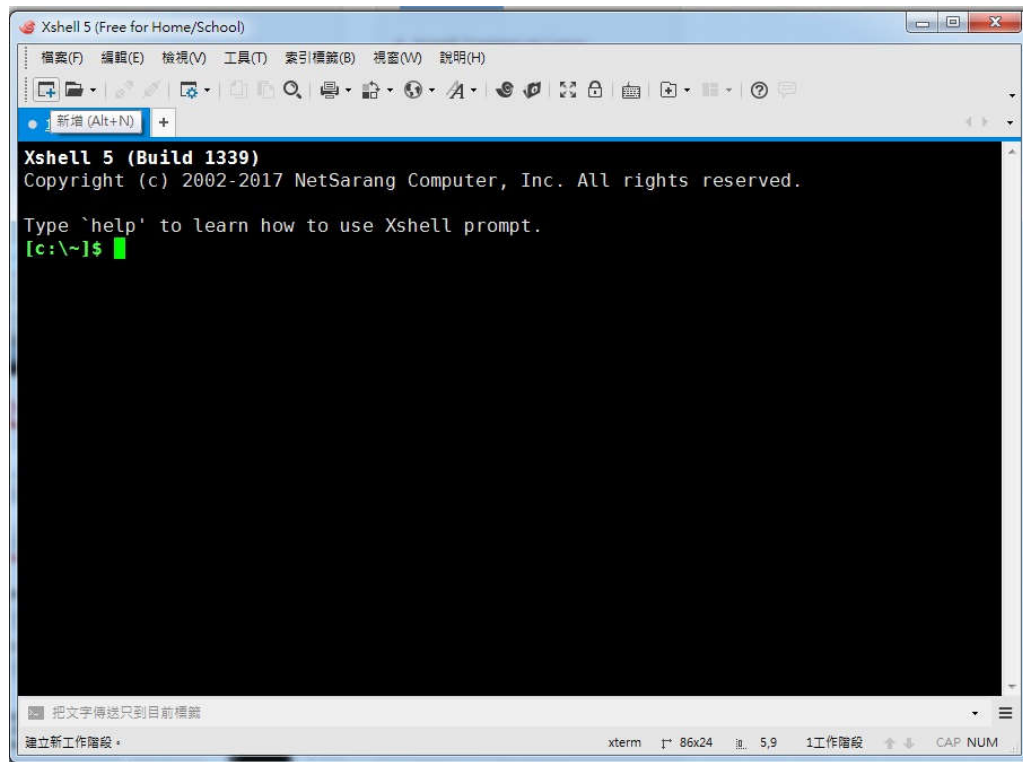 Xshell 5 (Free for Home/School)
檔案(F) 編輯(E) 檢視(V) 工具(T) 索引標籤(B) 視窗(W) 說明(H)
新增 (Alt+N)
Xshell 5 (Build 1339)
Copyright (c) 2002-2017 NetSarang Computer, Inc. All rights reserved.
Type `help' to learn how to use Xshell prompt.
[c:\~]$
把文字傳送只到目前標籤
建立新工作階段。 xterm 86x24 5,9 1工作階段 CAP NUM